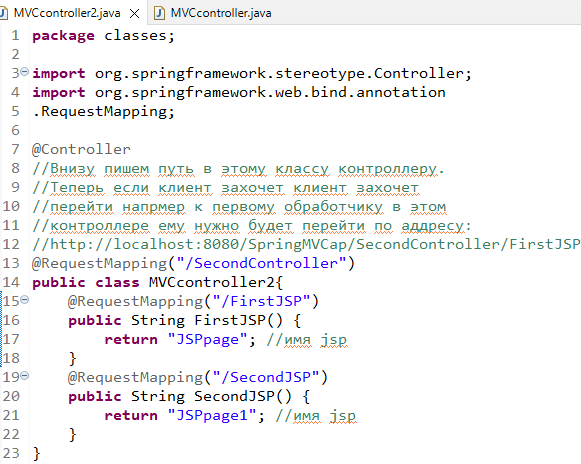 MVCcontroller2.java MVCcontroller.java
1 package classes;
2
3 import org.springframework.stereotype.Controller;
4 import org.springframework.web.bind.annotation
5 .RequestMapping;
6
7 @Controller
8 //Внизу пишем путь в этому классу контроллеру.
9 //Теперь если клиент захочет клиент захочет
10 //перейти напрмер к первому обработчику в этом
11 //контроллере ему нужно будет перейти по аддресу:
12 //http://localhost:8080/SpringMVCap/SecondController/FirstJSP
13 @RequestMapping("/SecondController")
14 public class MVCcontroller2{
15 @RequestMapping("/FirstJSP")
16 public String FirstJSP() {
17 return "JSPpage"; //имя jsp
18 }
19 @RequestMapping("/SecondJSP")
20 public String SecondJSP() {
21 return "JSPpage1"; //имя jsp
22 }
23 }